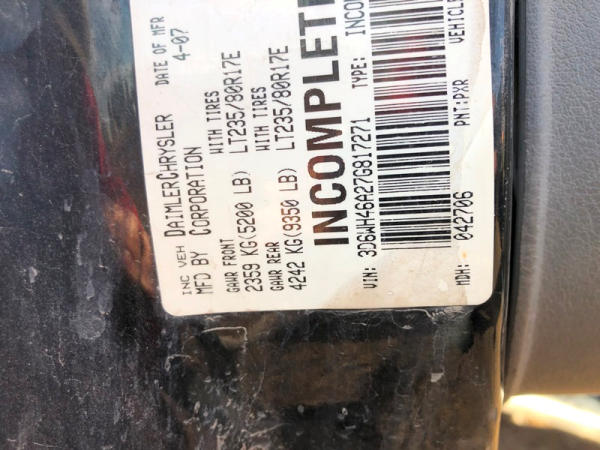 INC VEH DAIMLERCHRYSLER DATE OF MFR
MFD BY CORPORATION 4-07
GAWR FRONT WITH TIRES
2359 KG(5200 LB) LT235/80R17E
GAWR REAR WITH TIRES
4242 KG(9350 LB) LT235/80R17E
INCOMPLETE
VIN: 3D6WH46A27G817271 TYPE:
MDH: 042706 PNT:PXR VEHICLE